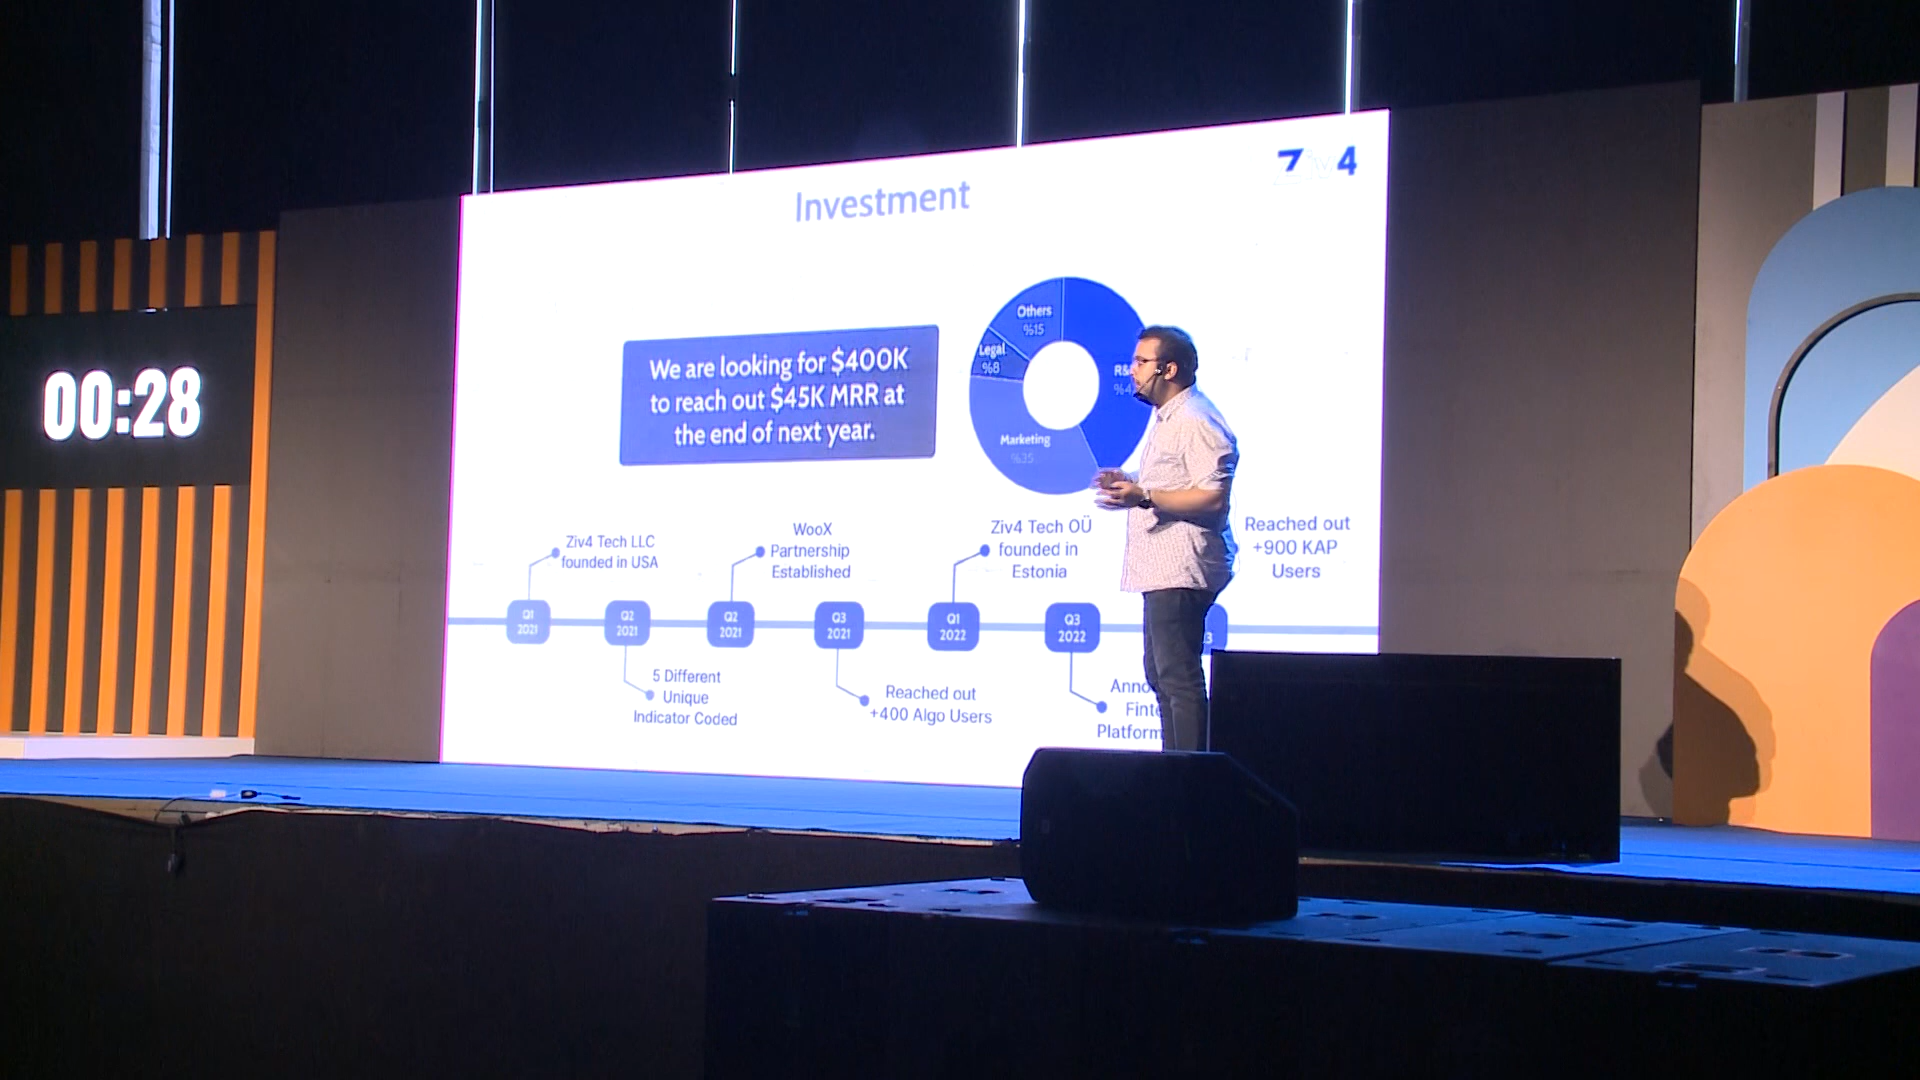 00:28
Investment
We are looking for $400K
to reach out $45K MRR at
the end of next year.
Others
%15
Legal
%8
Marketing
%35
Ziv4 Tech LLC
founded in USA
WooX
Partnership
Established
Ziv4 Tech OÜ
founded in
Estonia
Reached out
+900 KAP
Users
Q1
2021
Q2
2021
Q2
2021
Q3
2021
Q1
2022
Q3
2022
5 Different
Unique
Indicator Coded
Reached out
+400 Algo Users
Platform